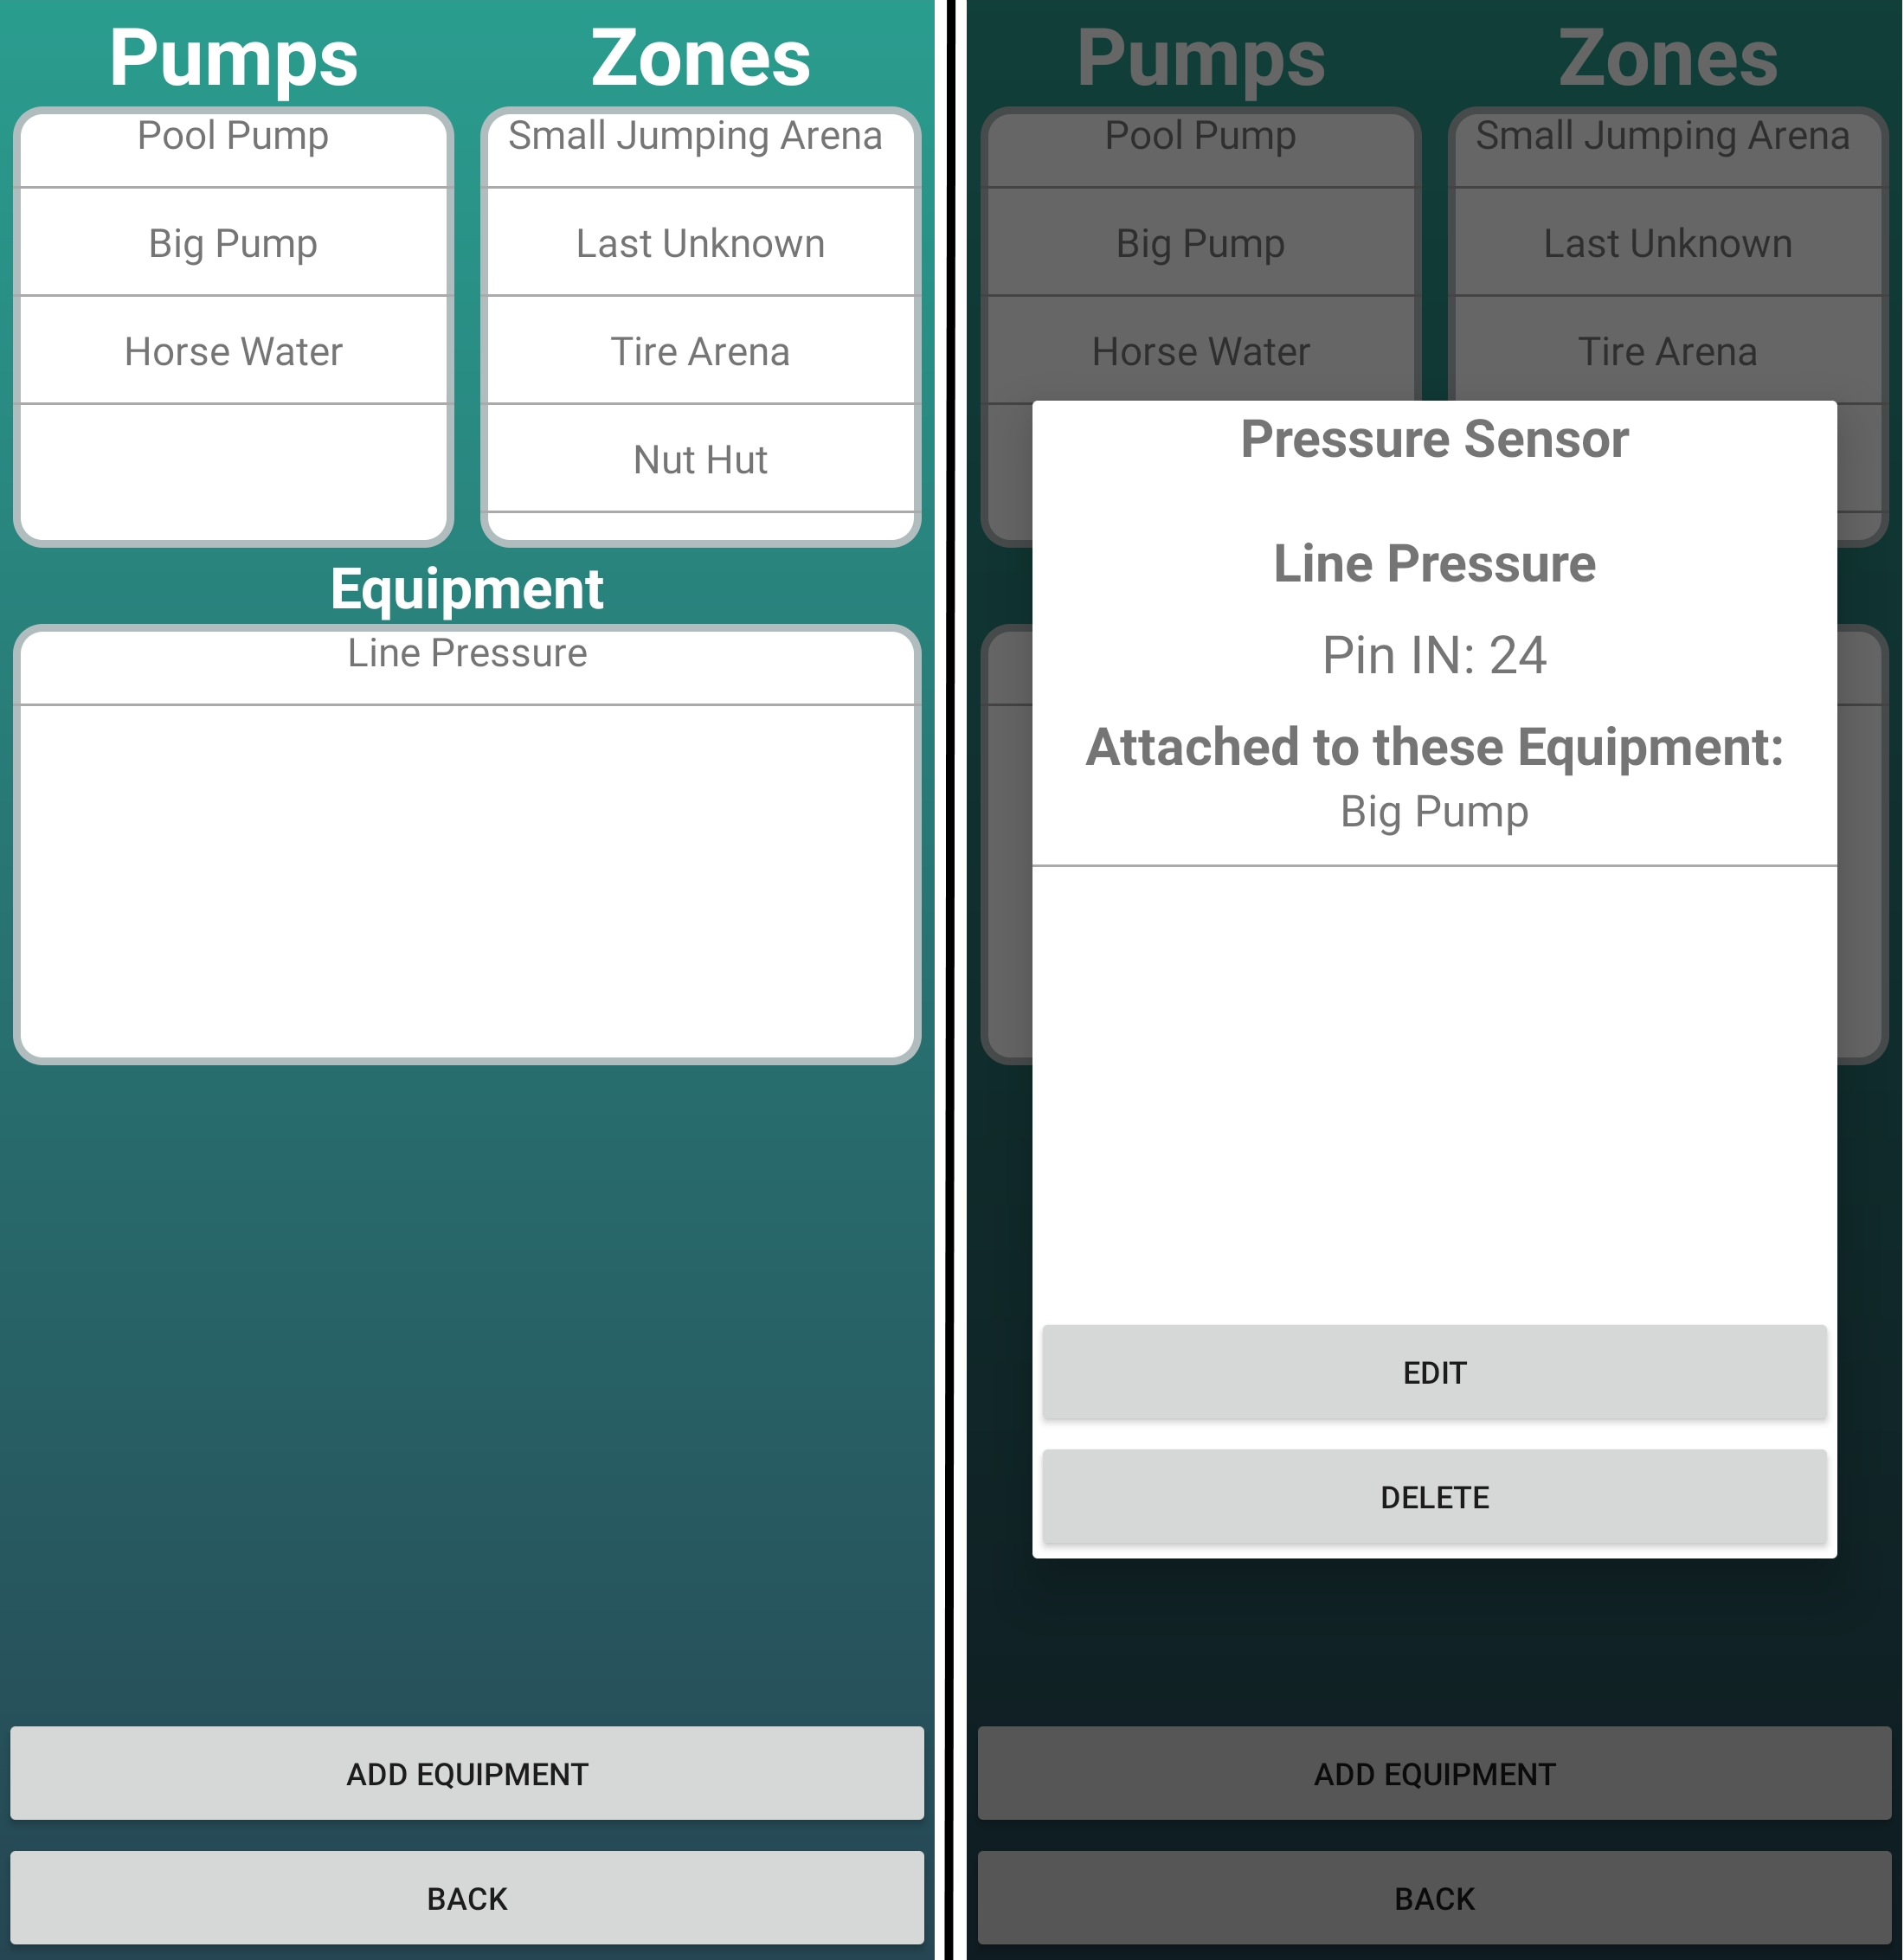 Pumps
Zones
Pool Pump
Big Pump
Horse Water
Small Jumping Arena
Last Unknown
Tire Arena
Nut Hut
Equipment
Line Pressure
ADD EQUIPMENT
BACK
Pumps
Zones
Pool Pump
Big Pump
Horse Water
Small Jumping Arena
Last Unknown
Tire Arena
Pressure Sensor
Line Pressure
Pin IN: 24
Attached to these Equipment:
Big Pump
EDIT
DELETE
ADD EQUIPMENT
BACK